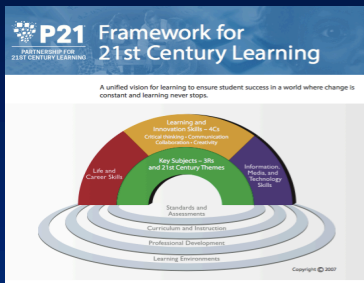 P21
PARTNERSHIP FOR
21ST CENTURY LEARNING
Framework for
21st Century Learning
A unified vision for learning to ensure student success in a world where change is
constant and learning never stops.
Learning and
Innovation Skills – 4Cs
Critical thinking • Communication
Collaboration • Creativity
Life and
Career Skills
Key Subjects – 3Rs
and 21st Century Themes
Information,
Media, and
Technology
Skills
Standards and
Assessments
Curriculum and Instruction
Professional Development
Learning Environments
Copyright © 2007